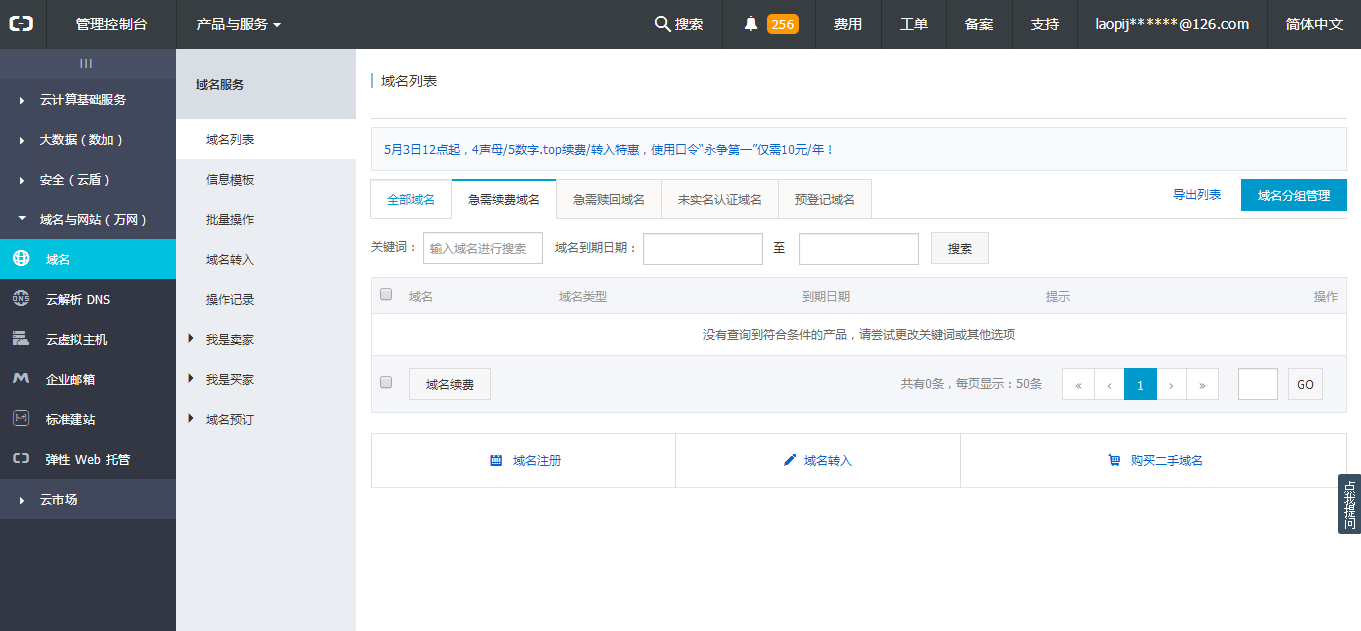 管理控制台 产品与服务 搜索 256 费用 工单 备案 支持 laopij******@126.com 简体中文
云计算基础服务
大数据（数加）
安全（云盾）
域名与网站（万网）
域名
云解析 DNS
云虚拟主机
企业邮箱
标准建站
弹性 Web 托管
云市场
域名服务
域名列表
信息模板
批量操作
域名转入
操作记录
我是卖家
我是买家
域名预订
域名列表
5月3日12点起，4声母/5数字.top续费/转入特惠，使用口令“永争第一”仅需10元/年！
全部域名 急需续费域名 急需赎回域名 未实名认证域名 预登记域名 导出列表 域名分组管理
关键词： 输入域名进行搜索 域名到期日期： 至 搜索
域名 域名类型 到期日期 提示 操作
没有查询到符合条件的产品，请尝试更改关键词或其他选项
域名续费 共有0条，每页显示：50条 « ‹ 1 › » GO
域名注册 域名转入 购买二手域名
点我提问